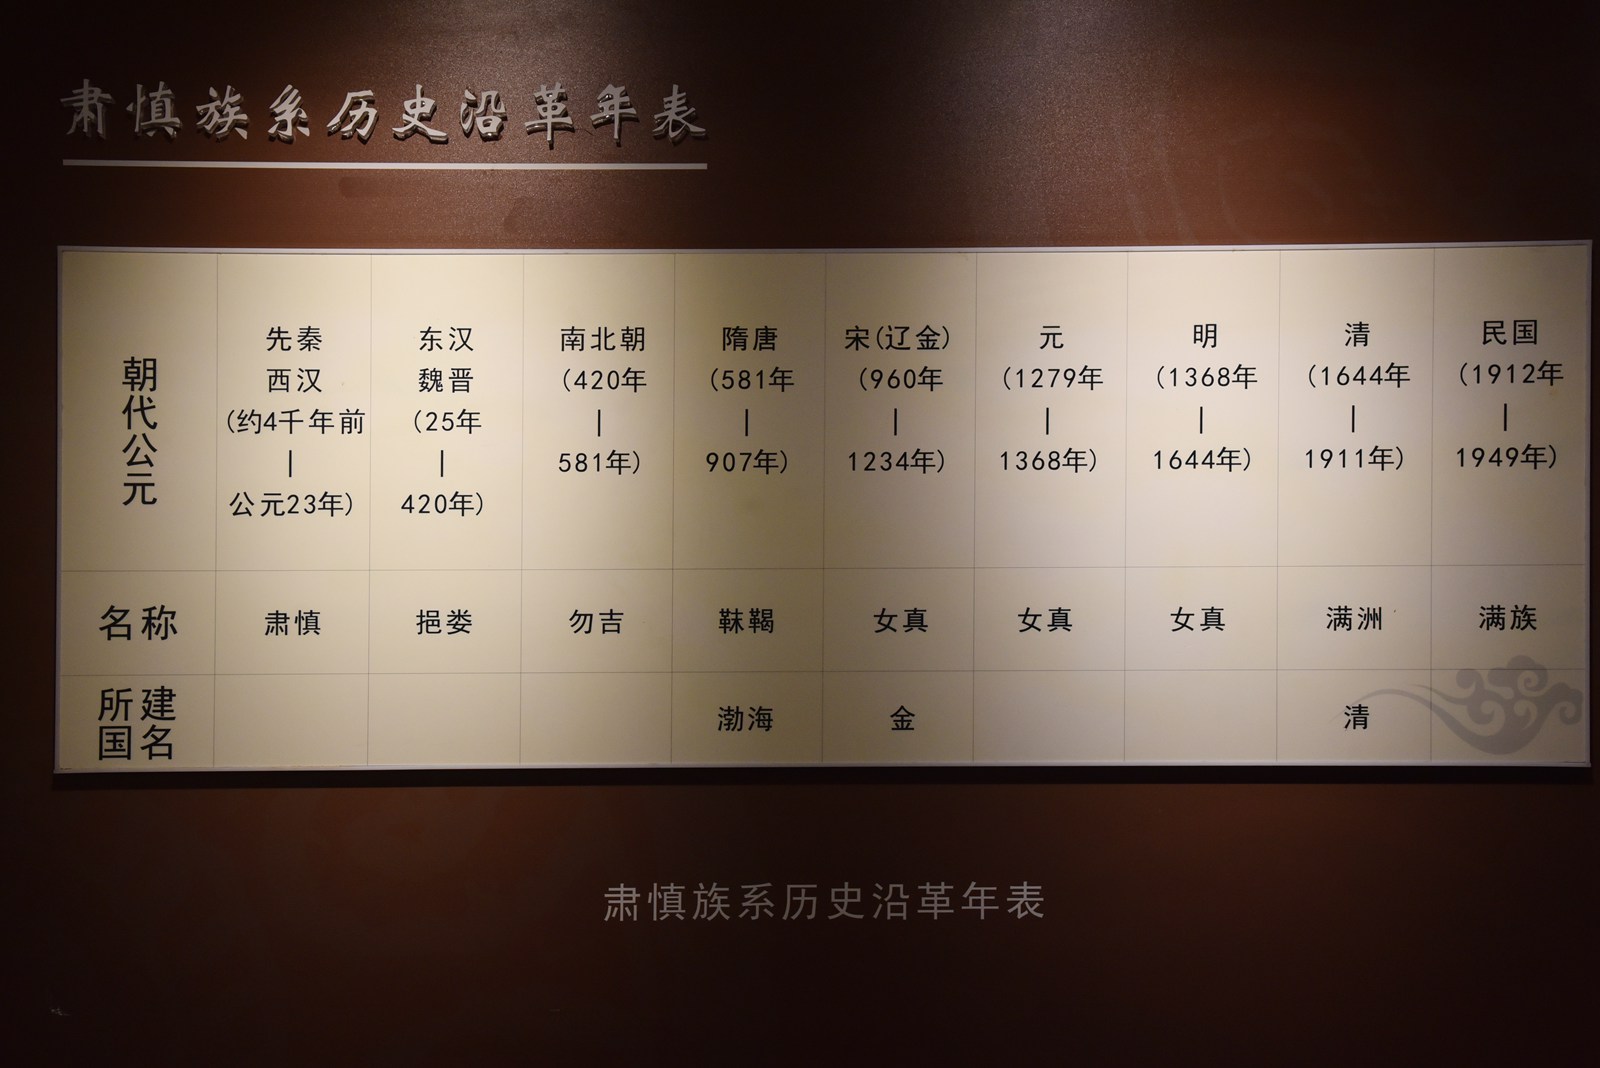 肃慎族系历史沿革年表
朝代公元
先秦
西汉
(约4千年前
|
公元23年)
东汉
魏晋
(25年
|
420年)
南北朝
(420年
|
581年)
隋唐
(581年
|
907年)
宋(辽金)
(960年
|
1234年)
元
(1279年
|
1368年)
明
(1368年
|
1644年)
清
(1644年
|
1911年)
民国
(1912年
|
1949年)
名称
肃慎
挹娄
勿吉
靺鞨
女真
女真
女真
满洲
满族
所建
国名
渤海
金
清
肃慎族系历史沿革年表